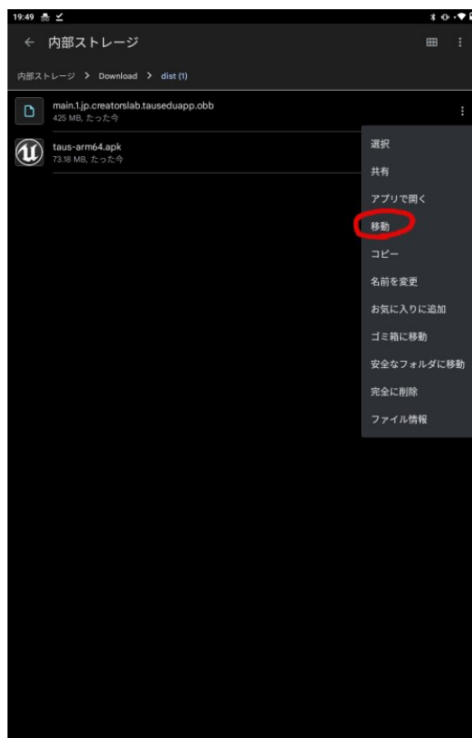 19:49
内部ストレージ
内部ストレージ > Download > dist (1)
main.1.jp.creatorslab.tauseduapp.obb
425 MB, たった今
taus-arm64.apk
73.18 MB, たった今
選択
共有
アプリで開く
移動
コピー
名前を変更
お気に入りに追加
ゴミ箱に移動
安全なフォルダに移動
完全に削除
ファイル情報